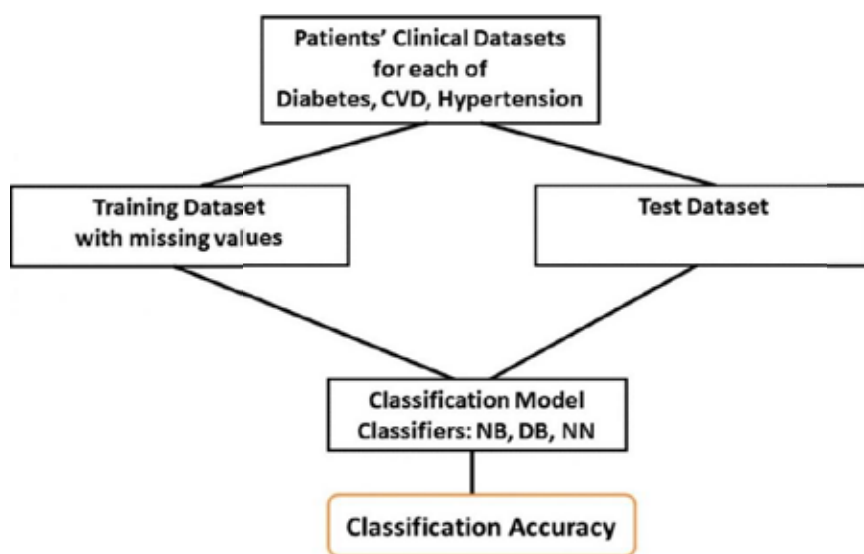 Patients’ Clinical Datasets
for each of
Diabetes, CVD, Hypertension
Training Dataset
with missing values
Test Dataset
Classification Model
Classifiers: NB, DB, NN
Classification Accuracy